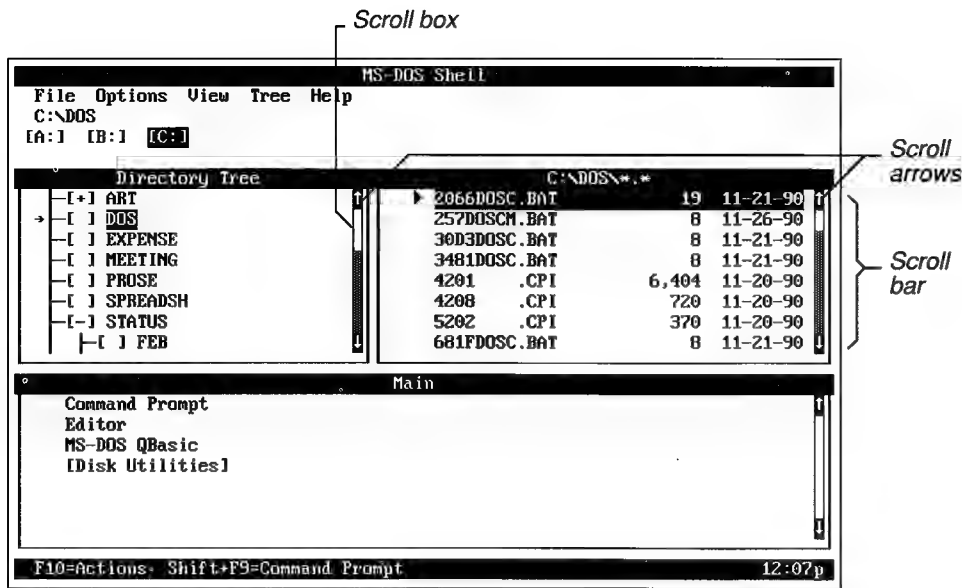 Scroll box
MS-DOS Shell
File Options View Tree Help
C:\DOS
[A:] [B:] [C:]
Scroll
arrows
Directory Tree
[+] ART
[ ] DOS
[ ] EXPENSE
[ ] MEETING
[ ] PROSE
[ ] SPREADSH
[-] STATUS
[ ] FEB
C:\DOS\*.*
2066DOSC.BAT 19 11-21-90
257DOSCM.BAT 8 11-26-90
30D3DOSC.BAT 8 11-21-90
3481DOSC.BAT 8 11-21-90
4201 .CPI 6,404 11-20-90
4208 .CPI 720 11-20-90
5202 .CPI 370 11-20-90
681FDOSC.BAT 8 11-21-90
Scroll
bar
Main
Command Prompt
Editor
MS-DOS QBasic
[Disk Utilities]
F10=Actions Shift+F9=Command Prompt 12:07p